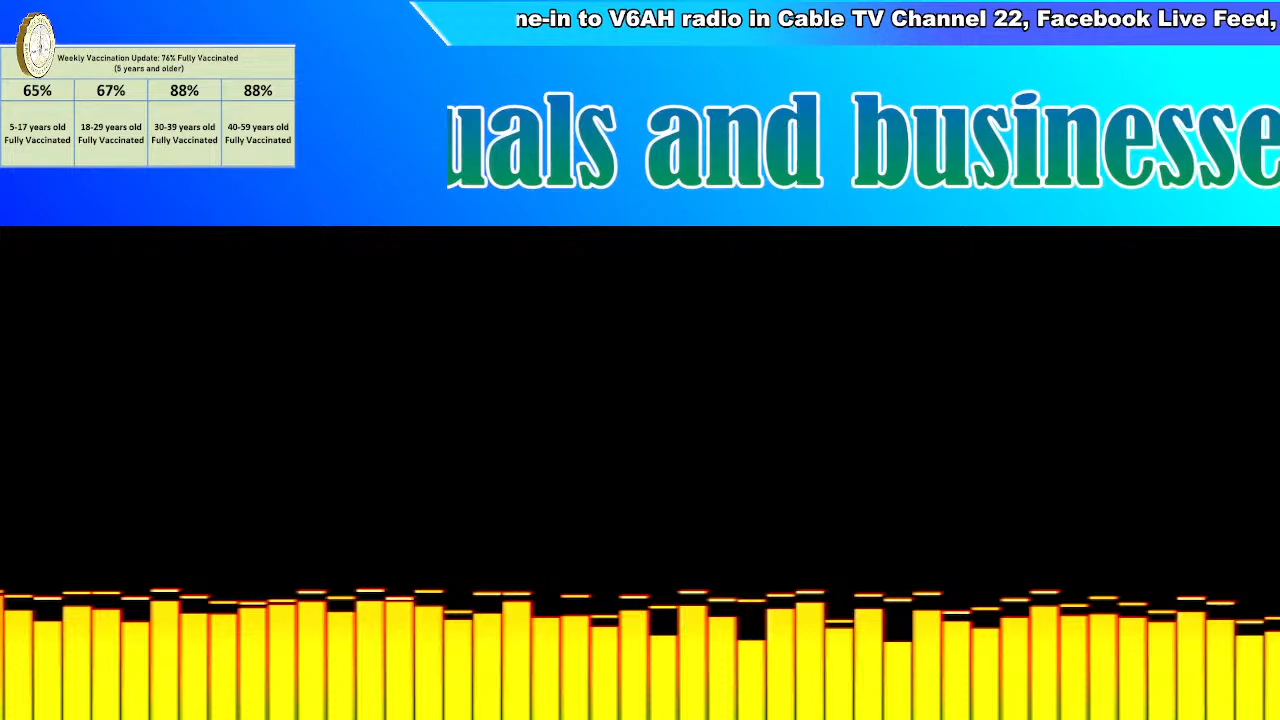 ne-in to V6AH radio in Cable TV Channel 22, Facebook Live Feed,
Weekly Vaccination Update: 76% Fully Vaccinated
(5 years and older)
65% 67% 88% 88%
5-17 years old 18-29 years old 30-39 years old 40-59 years old
Fully Vaccinated Fully Vaccinated Fully Vaccinated Fully Vaccinated
uals and businesse